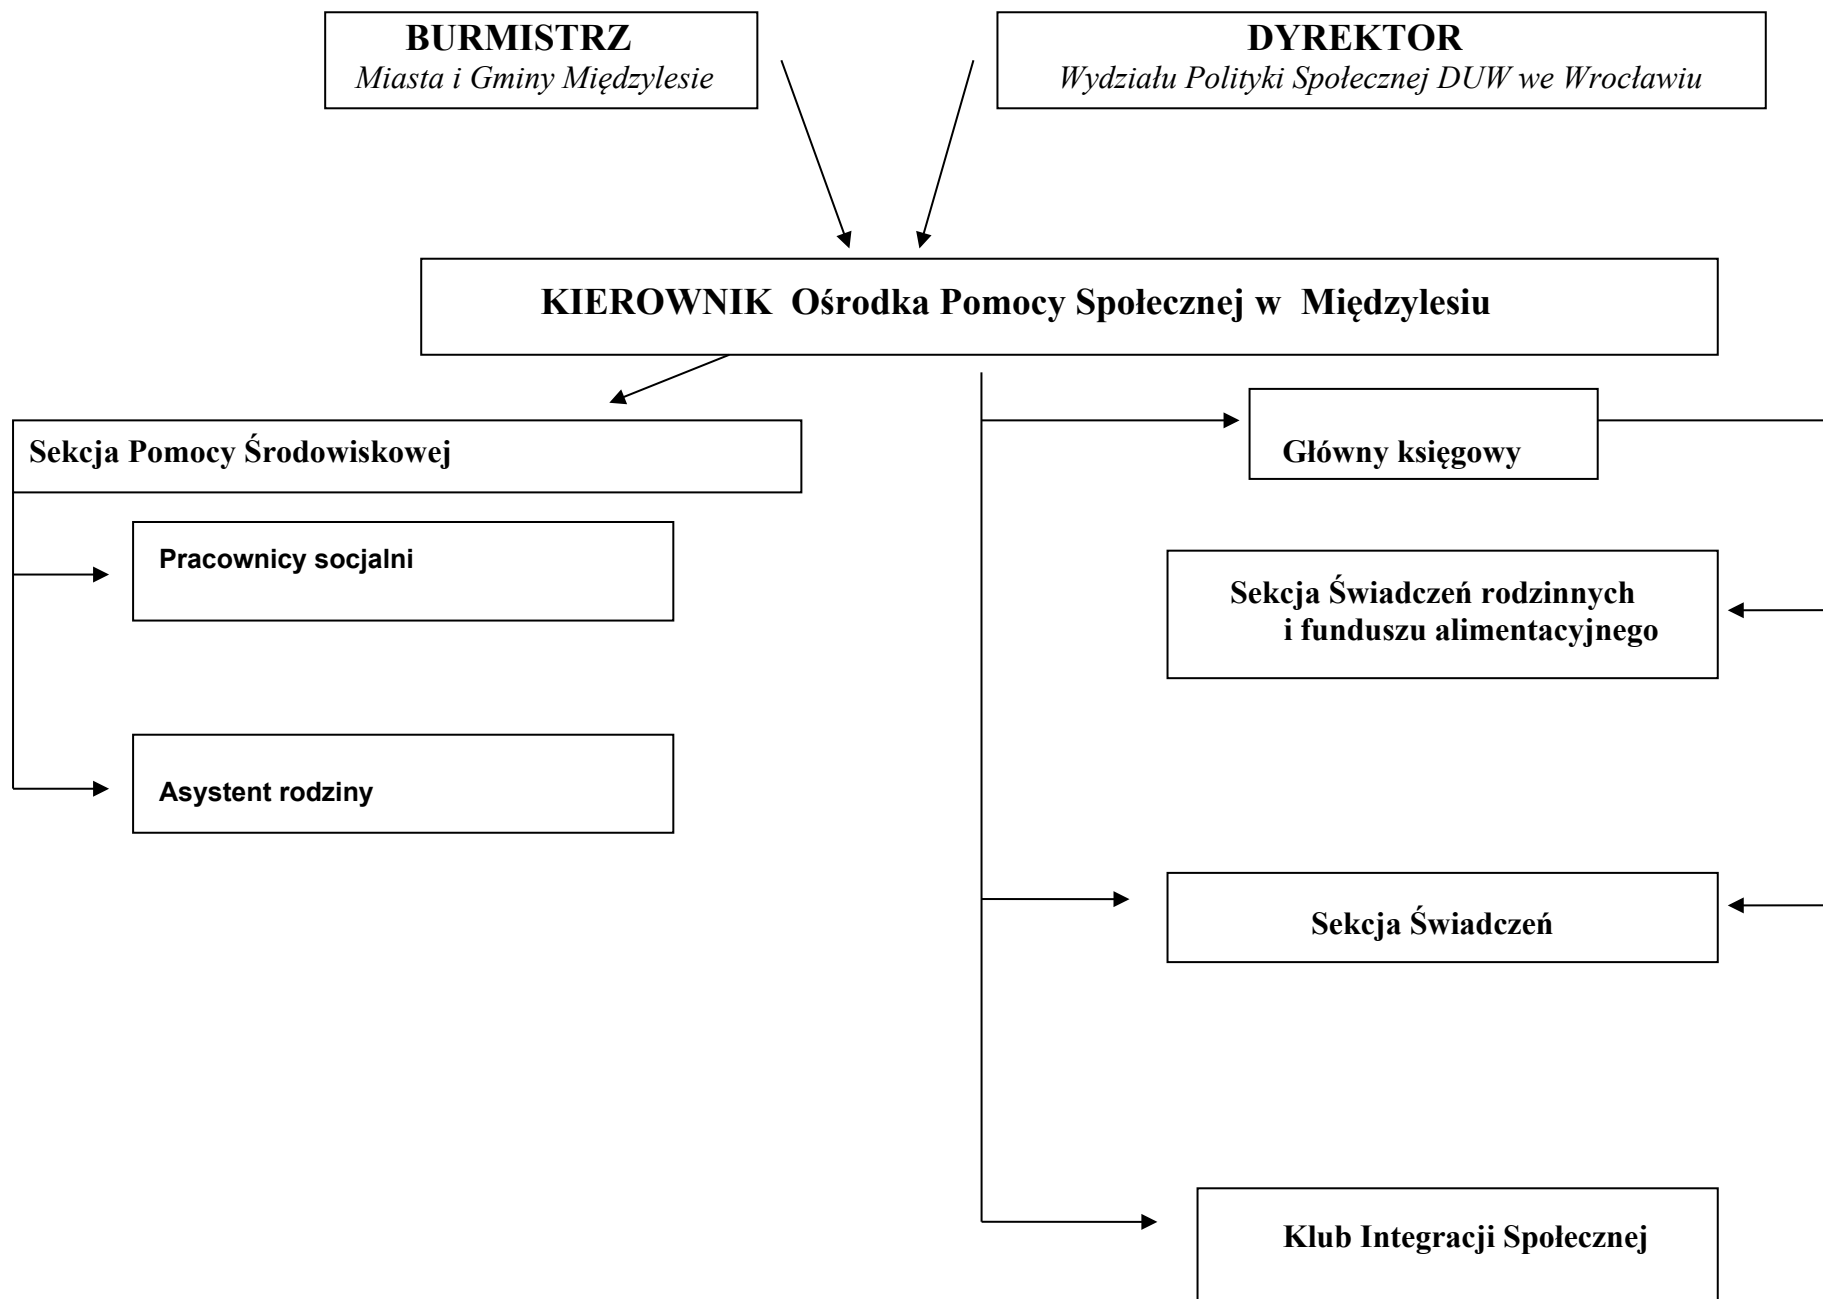 BURMISTRZ
Miasta i Gminy Międzylesie
DYREKTOR
Wydziału Polityki Społecznej DUW we Wrocławiu
KIEROWNIK Ośrodka Pomocy Społecznej w Międzylesiu
Sekcja Pomocy Środowiskowej
Główny księgowy
Pracownicy socjalni
Sekcja Świadczeń rodzinnych
i funduszu alimentacyjnego
Asystent rodziny
Sekcja Świadczeń
Klub Integracji Społecznej